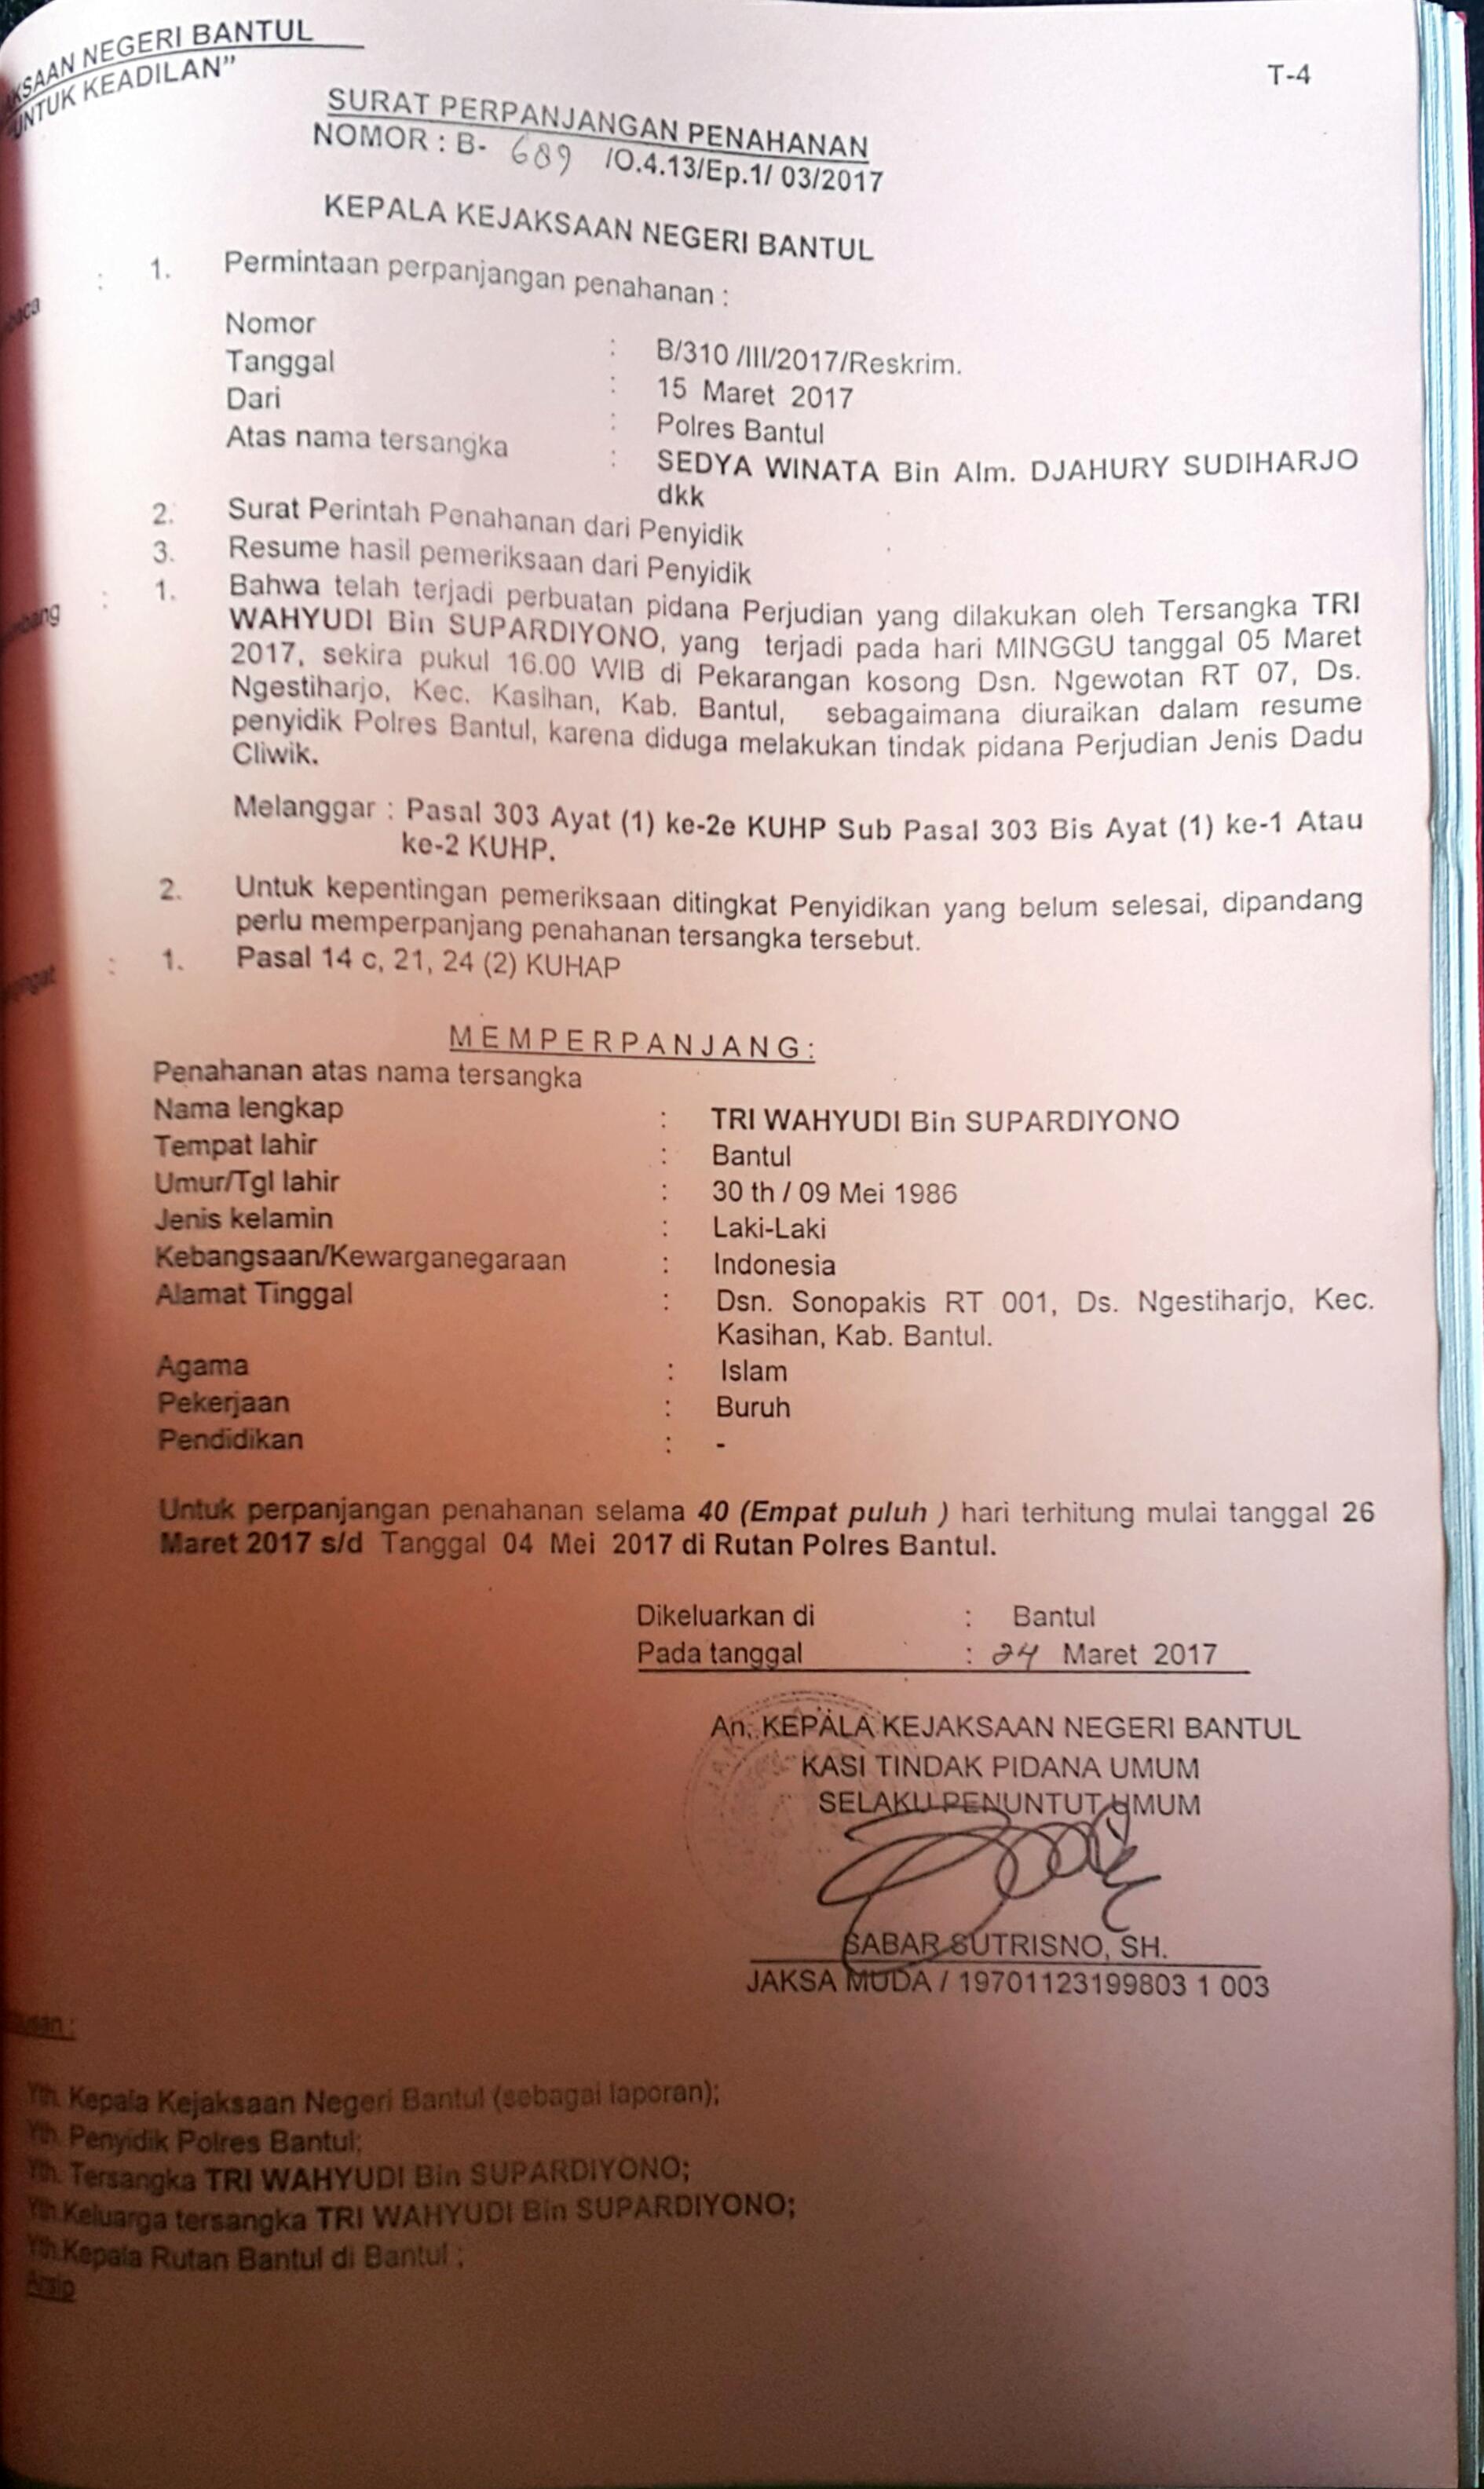 NEGERI BANTUL
KEADILAN"
T-4
SURAT PERPANJANGAN PENAHANAN
NOMOR : B- 689 /O.4.13/Ep.1/ 03/2017
KEPALA KEJAKSAAN NEGERI BANTUL
: 1. Permintaan perpanjangan penahanan :
Nomor : B/310 /III/2017/Reskrim.
Tanggal : 15 Maret 2017
Dari : Polres Bantul
Atas nama tersangka : SEDYA WINATA Bin Alm. DJAHURY SUDIHARJO
dkk
2. Surat Perintah Penahanan dari Penyidik
3. Resume hasil pemeriksaan dari Penyidik
: 1. Bahwa telah terjadi perbuatan pidana Perjudian yang dilakukan oleh Tersangka TRI
WAHYUDI Bin SUPARDIYONO, yang terjadi pada hari MINGGU tanggal 05 Maret
2017, sekira pukul 16.00 WIB di Pekarangan kosong Dsn. Ngewotan RT 07, Ds.
Ngestiharjo, Kec. Kasihan, Kab. Bantul, sebagaimana diuraikan dalam resume
penyidik Polres Bantul, karena diduga melakukan tindak pidana Perjudian Jenis Dadu
Cliwik.
Melanggar : Pasal 303 Ayat (1) ke-2e KUHP Sub Pasal 303 Bis Ayat (1) ke-1 Atau
ke-2 KUHP.
2. Untuk kepentingan pemeriksaan ditingkat Penyidikan yang belum selesai, dipandang
perlu memperpanjang penahanan tersangka tersebut.
: 1. Pasal 14 c, 21, 24 (2) KUHAP
MEMPERPANJANG:
Penahanan atas nama tersangka
Nama lengkap : TRI WAHYUDI Bin SUPARDIYONO
Tempat lahir : Bantul
Umur/Tgl lahir : 30 th / 09 Mei 1986
Jenis kelamin : Laki-Laki
Kebangsaan/Kewarganegaraan : Indonesia
Alamat Tinggal : Dsn. Sonopakis RT 001, Ds. Ngestiharjo, Kec.
Kasihan, Kab. Bantul.
Agama : Islam
Pekerjaan : Buruh
Pendidikan : -
Untuk perpanjangan penahanan selama 40 (Empat puluh ) hari terhitung mulai tanggal 26
Maret 2017 s/d Tanggal 04 Mei 2017 di Rutan Polres Bantul.
Dikeluarkan di : Bantul
Pada tanggal : 24 Maret 2017
An. KEPALA KEJAKSAAN NEGERI BANTUL
KASI TINDAK PIDANA UMUM
SELAKU PENUNTUT UMUM
SABAR SUTRISNO, SH.
JAKSA MUDA / 19701123199803 1 003
Yth. Kepala Kejaksaan Negeri Bantul (sebagai laporan);
Yth. Penyidik Polres Bantul;
Yth. Tersangka TRI WAHYUDI Bin SUPARDIYONO;
Yth.Keluarga tersangka TRI WAHYUDI Bin SUPARDIYONO;
Yth.Kepala Rutan Bantul di Bantul ;
Arsip